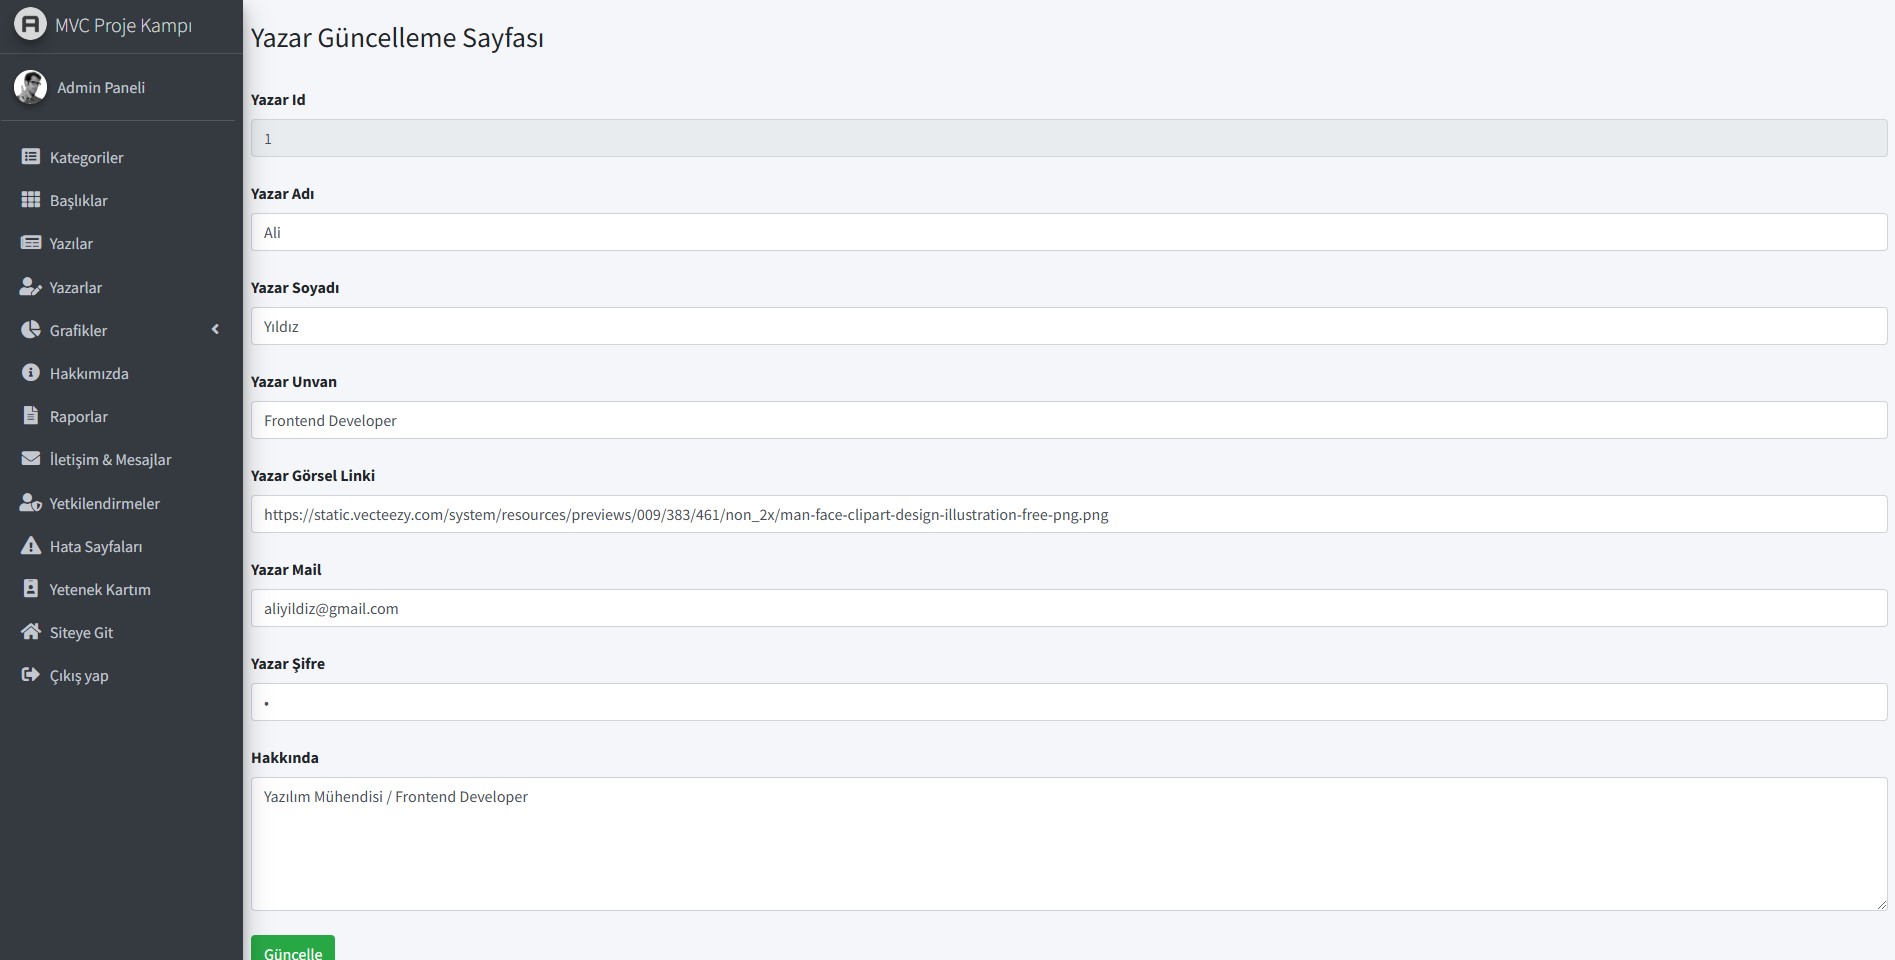 MVC Proje Kampı
Admin Paneli
Kategoriler
Başlıklar
Yazılar
Yazarlar
Grafikler
Hakkımızda
Raporlar
İletişim & Mesajlar
Yetkilendirmeler
Hata Sayfaları
Yetenek Kartım
Siteye Git
Çıkış yap
Yazar Güncelleme Sayfası
Yazar Id
1
Yazar Adı
Ali
Yazar Soyadı
Yıldız
Yazar Unvan
Frontend Developer
Yazar Görsel Linki
https://static.vecteezy.com/system/resources/previews/009/383/461/non_2x/man-face-clipart-design-illustration-free-png.png
Yazar Mail
aliyildiz@gmail.com
Yazar Şifre
•
Hakkında
Yazılım Mühendisi / Frontend Developer
Güncelle